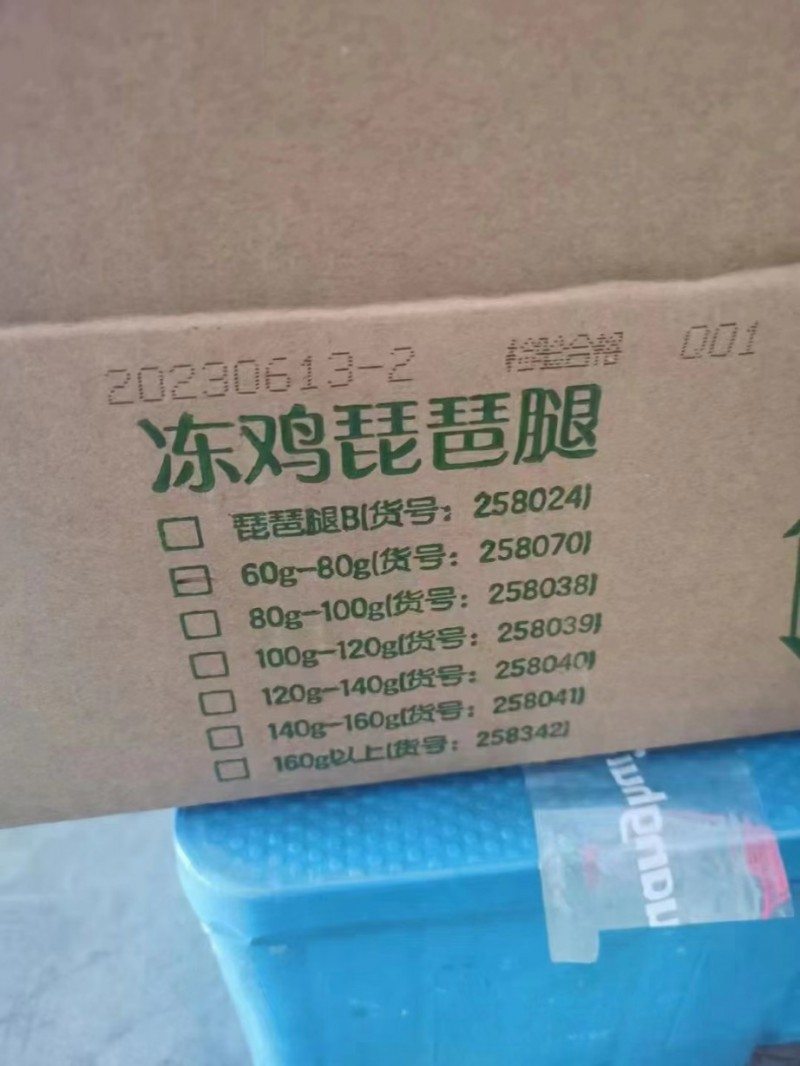 20230613-2 检验合格 Q01
冻鸡琵琶腿
琵琶腿B(货号：258024)
60g-80g(货号：258070)
80g-100g(货号：258038)
100g-120g(货号：258039)
120g-140g(货号：258040)
140g-160g(货号：258041)
160g以上(货号：258342)